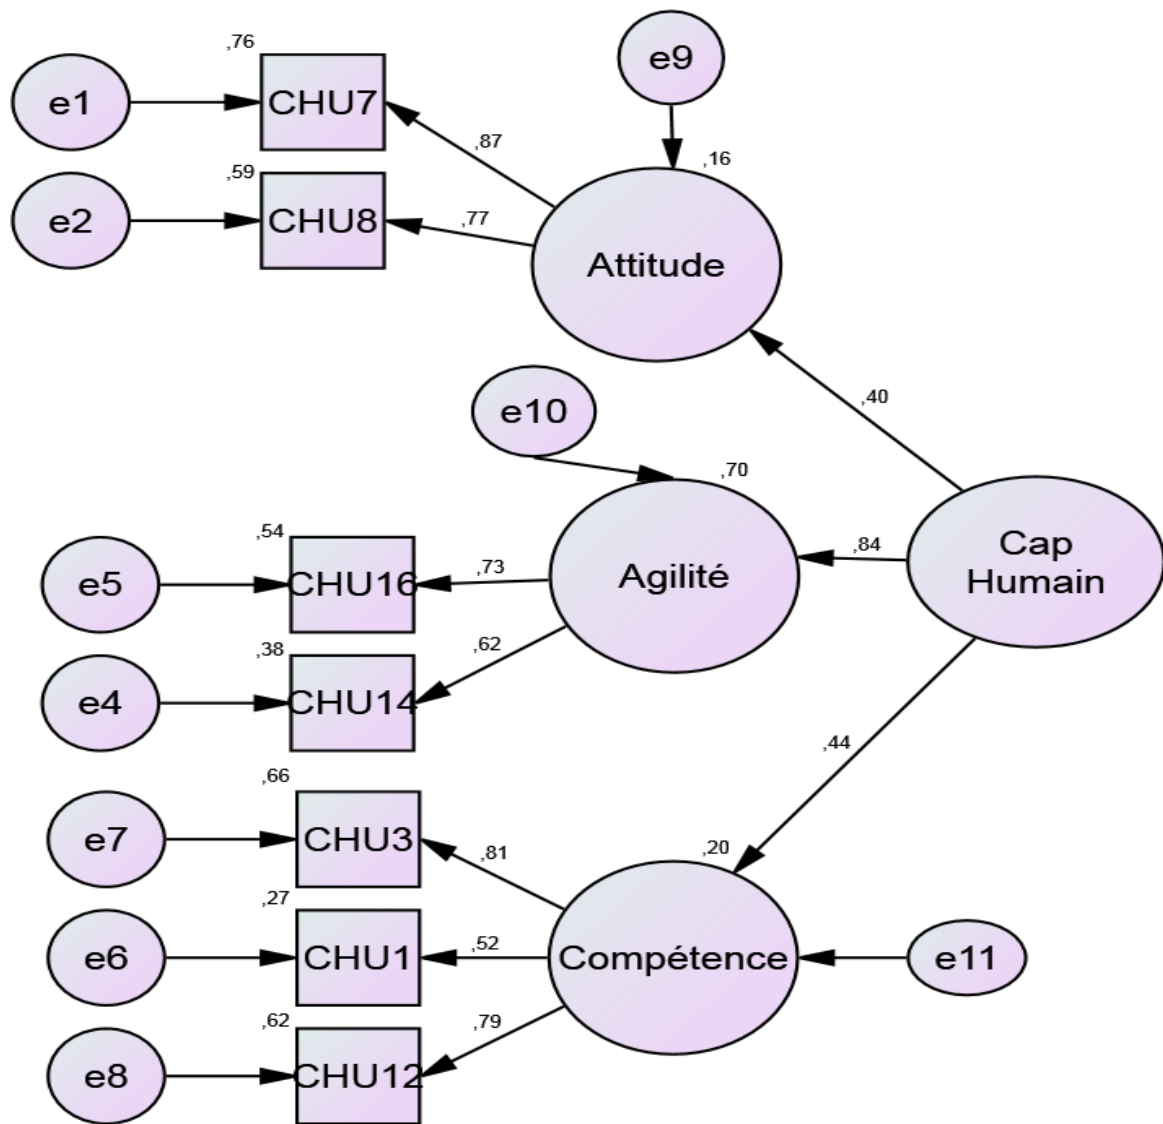 ,76
e9
e1
CHU7
,87
,16
,59
e2
CHU8
,77
Attitude
,40
e10
,70
,54
Cap
Humain
,84
e5
CHU16
,73
Agilité
,62
,38
e4
CHU14
,44
,66
e7
CHU3
,81
,20
,27
e6
CHU1
,52
Compétence
e11
,62
,79
e8
CHU12